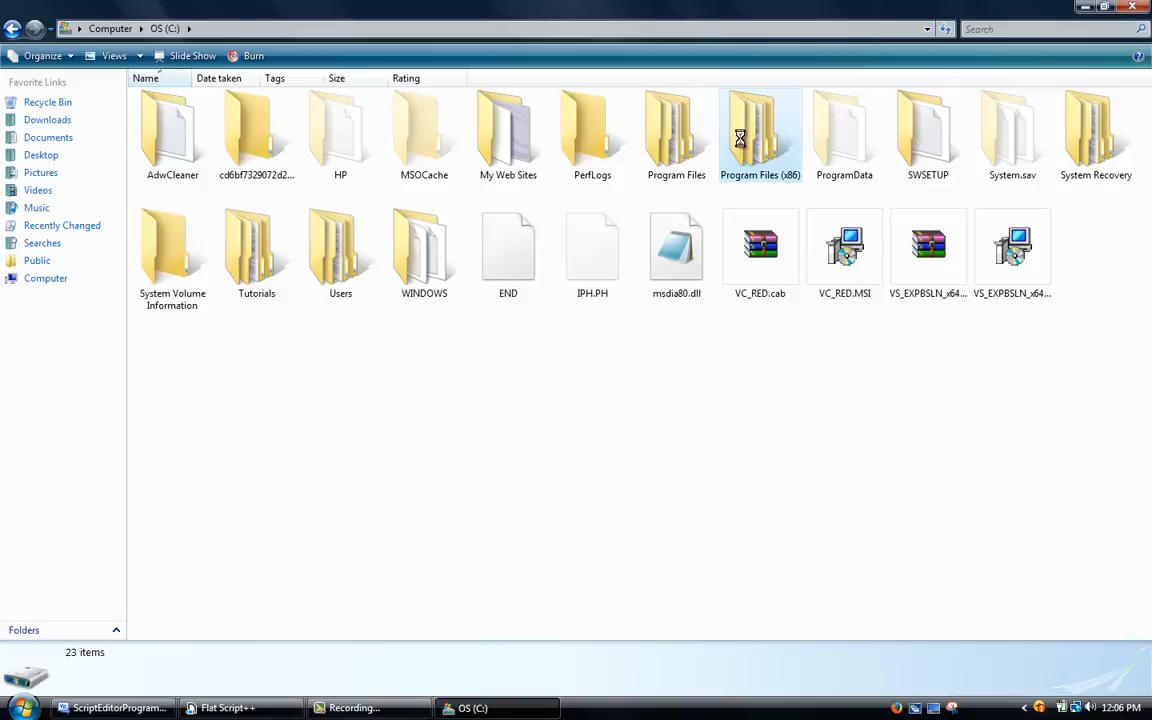 Computer ▸ OS (C:) ▸
Search
Organize Views Slide Show Burn
Favorite Links
Recycle Bin
Downloads
Documents
Desktop
Pictures
Videos
Music
Recently Changed
Searches
Public
Computer
Folders
Name Date taken Tags Size Rating
AdwCleaner cd6bf7329072d2... HP MSOCache My Web Sites PerfLogs Program Files Program Files (x86) ProgramData SWSETUP System.sav System Recovery
System Volume Information Tutorials Users WINDOWS END IPH.PH msdia80.dll VC_RED.cab VC_RED.MSI VS_EXPBSLN_x64... VS_EXPBSLN_x64...
23 items
ScriptEditorProgram... Flat Script++ Recording... OS (C:) 12:06 PM